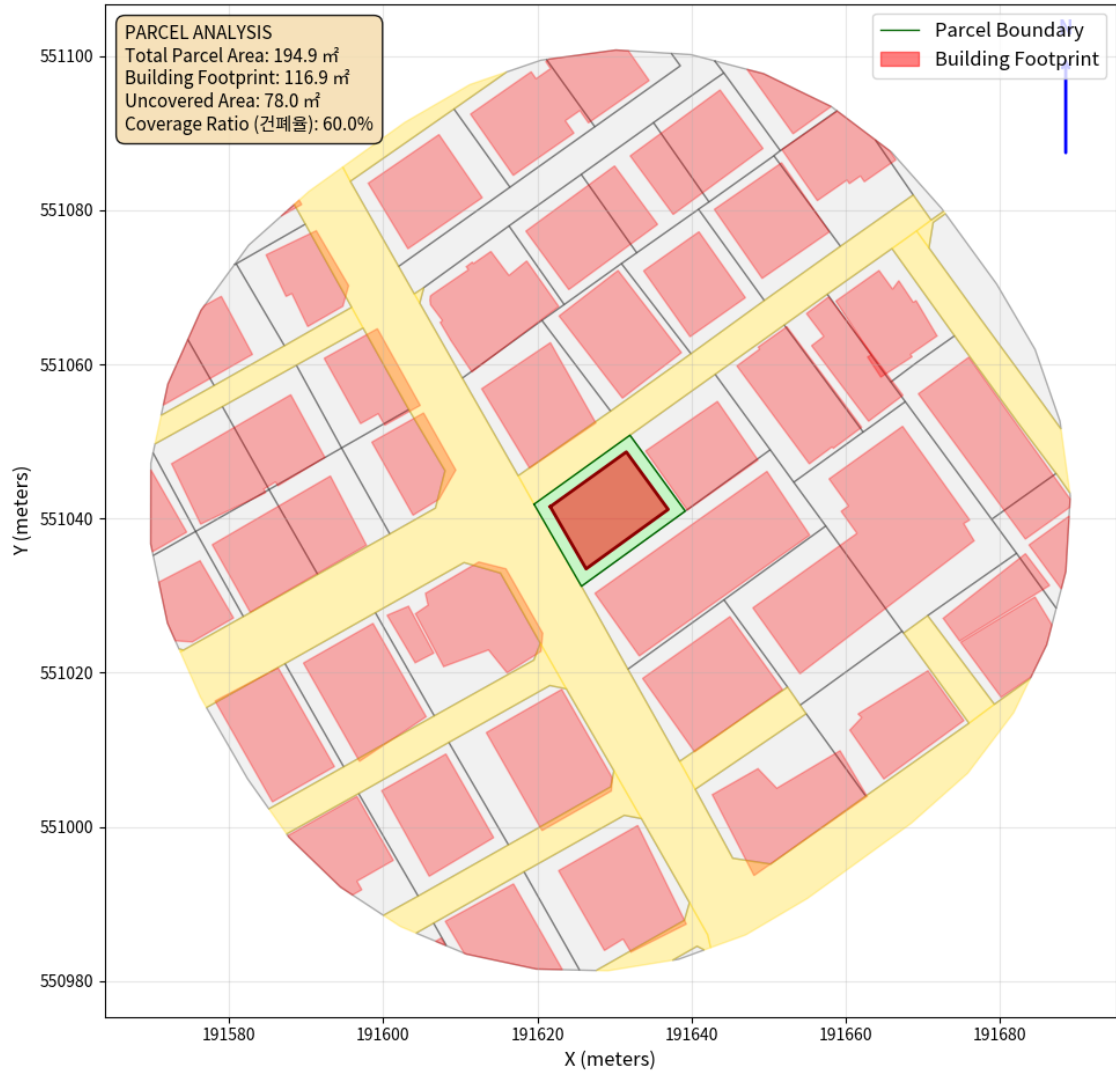 PARCEL ANALYSIS
Total Parcel Area: 194.9 ㎡
Building Footprint: 116.9 ㎡
Uncovered Area: 78.0 ㎡
Coverage Ratio (건폐율): 60.0%
Parcel Boundary
Building Footprint
N
551100
551080
551060
551040
551020
551000
550980
Y (meters)
191580
191600
191620
191640
191660
191680
X (meters)